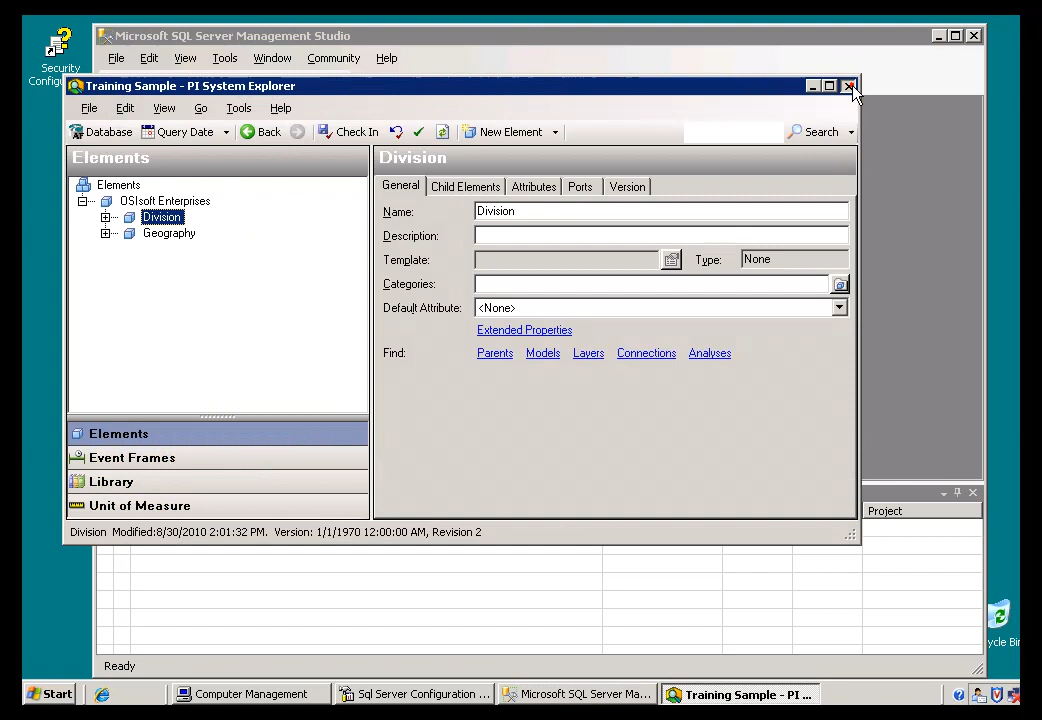 Security
Configu
Microsoft SQL Server Management Studio
File Edit View Tools Window Community Help
Training Sample - PI System Explorer
File Edit View Go Tools Help
Database Query Date Back Check In New Element Search
Elements
Elements
OSIsoft Enterprises
Division
Geography
Elements
Event Frames
Library
Unit of Measure
Division
General Child Elements Attributes Ports Version
Name: Division
Description:
Template: Type: None
Categories:
Default Attribute: <None>
Extended Properties
Find: Parents Models Layers Connections Analyses
Division Modified:8/30/2010 2:01:32 PM. Version: 1/1/1970 12:00:00 AM, Revision 2
Project
ycle Bin
Ready
Start Computer Management Sql Server Configuration ... Microsoft SQL Server Ma... Training Sample - PI ...